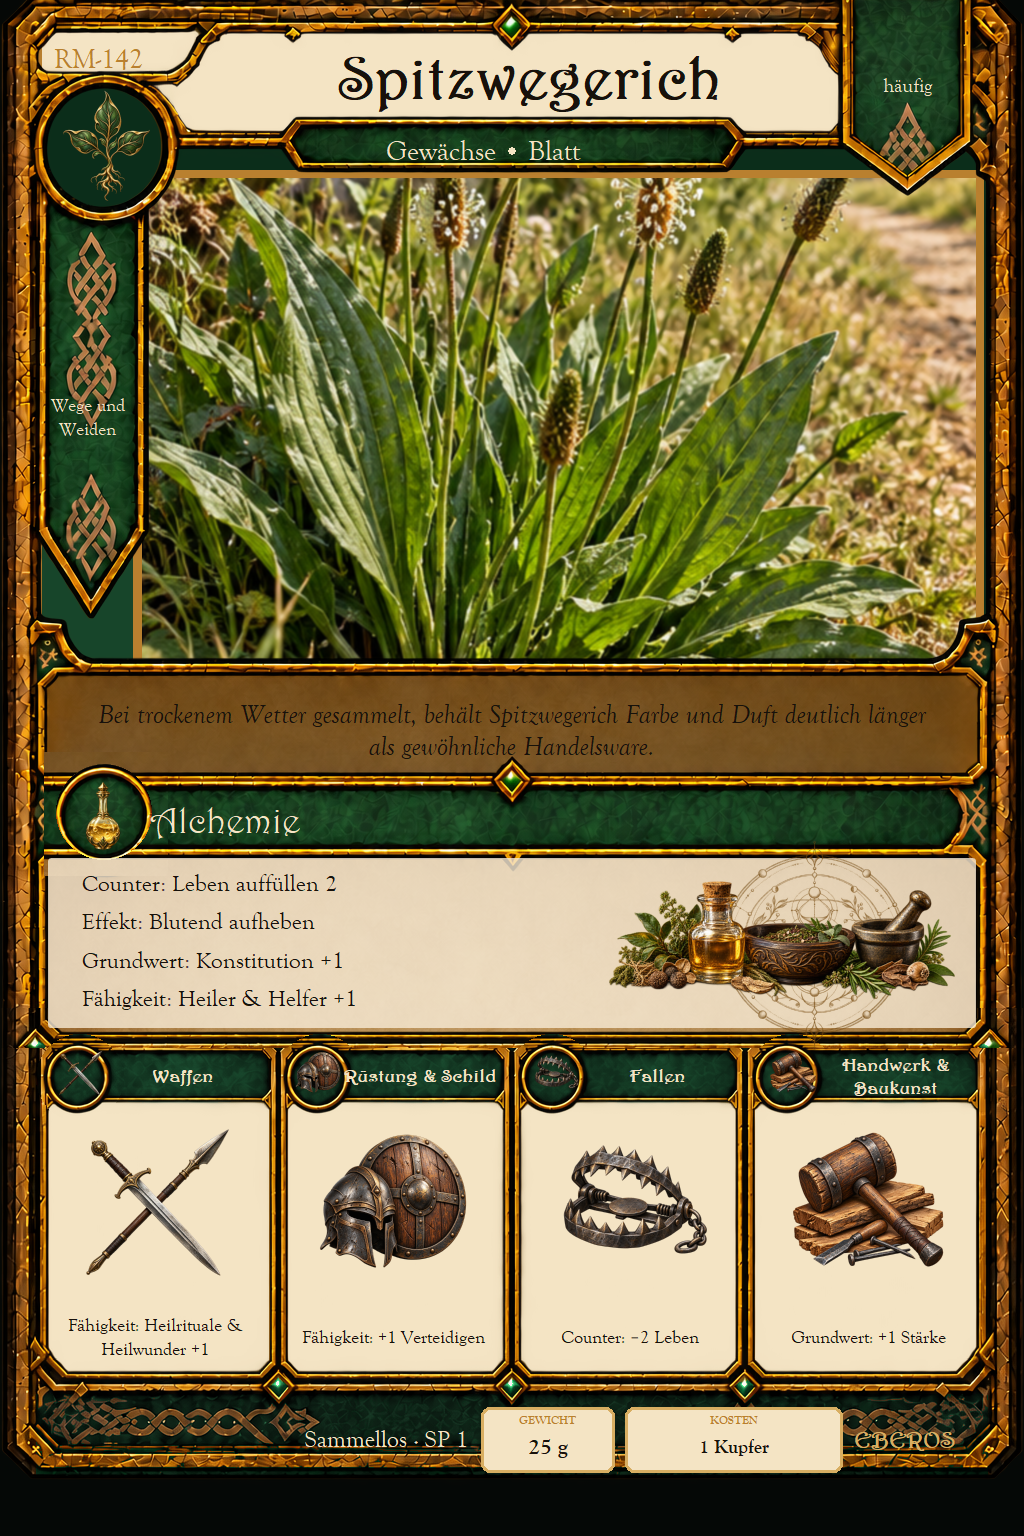 RM-142
Spitzwegerich
häufig
Gewächse • Blatt
Wege und
Weiden
Bei trockenem Wetter gesammelt, behält Spitzwegerich Farbe und Duft deutlich länger
als gewöhnliche Handelsware.
Alchemie
Counter: Leben auffüllen 2
Effekt: Blutend aufheben
Grundwert: Konstitution +1
Fähigkeit: Heiler & Helfer +1
Waffen
Rüstung & Schild
Fallen
Handwerk &
Baukunst
Fähigkeit: Heilrituale &
Heilwunder +1
Fähigkeit: +1 Verteidigen
Counter: −2 Leben
Grundwert: +1 Stärke
Sammellos · SP 1
GEWICHT
25 g
KOSTEN
1 Kupfer
EBEROS